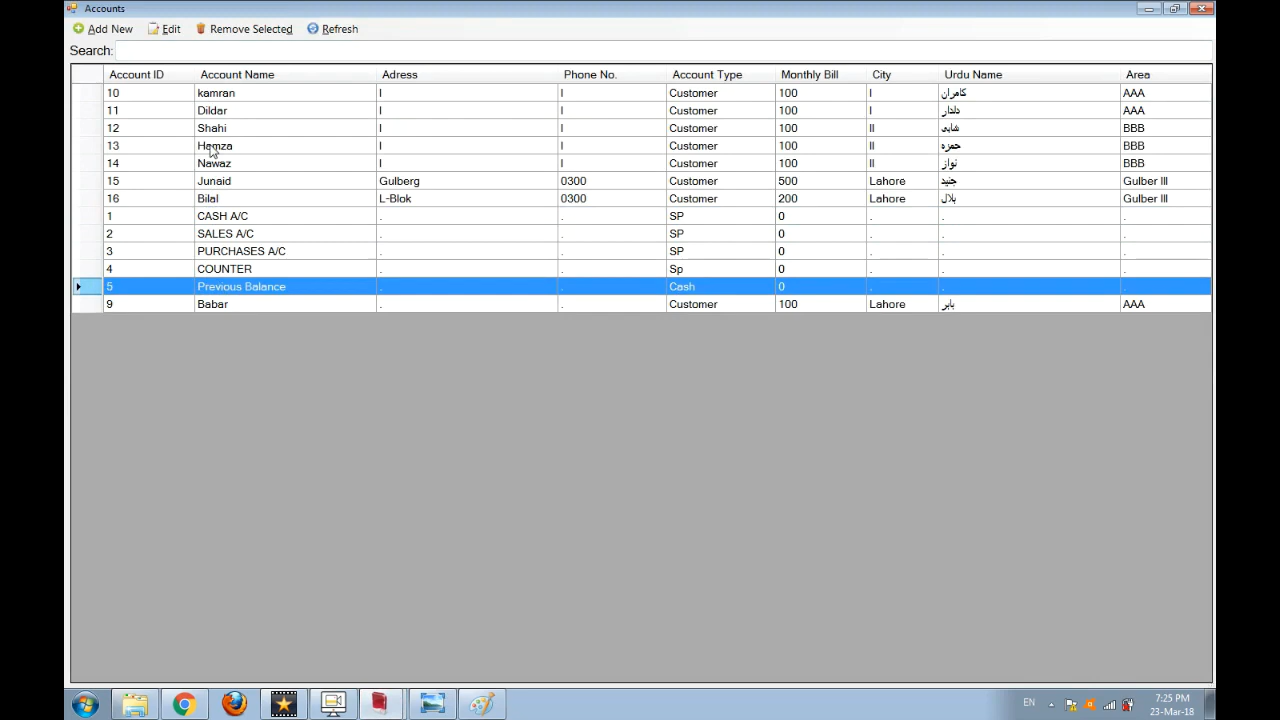 Accounts
Add New Edit Remove Selected Refresh
Search:
Account ID Account Name Adress Phone No. Account Type Monthly Bill City Urdu Name Area
10 kamran I I Customer 100 I کامران AAA
11 Dildar I I Customer 100 I دلدار AAA
12 Shahi I I Customer 100 II شاہی BBB
13 Hamza I I Customer 100 II حمزہ BBB
14 Nawaz I I Customer 100 II نواز BBB
15 Junaid Gulberg 0300 Customer 500 Lahore جنید Gulber III
16 Bilal L-Blok 0300 Customer 200 Lahore بلال Gulber III
1 CASH A/C . . SP 0 . . .
2 SALES A/C . . SP 0 . . .
3 PURCHASES A/C . . SP 0 . . .
4 COUNTER . . Sp 0 . . .
5 Previous Balance . . Cash 0 . . .
9 Babar . . Customer 100 Lahore بابر AAA
EN 7:25 PM
23-Mar-18